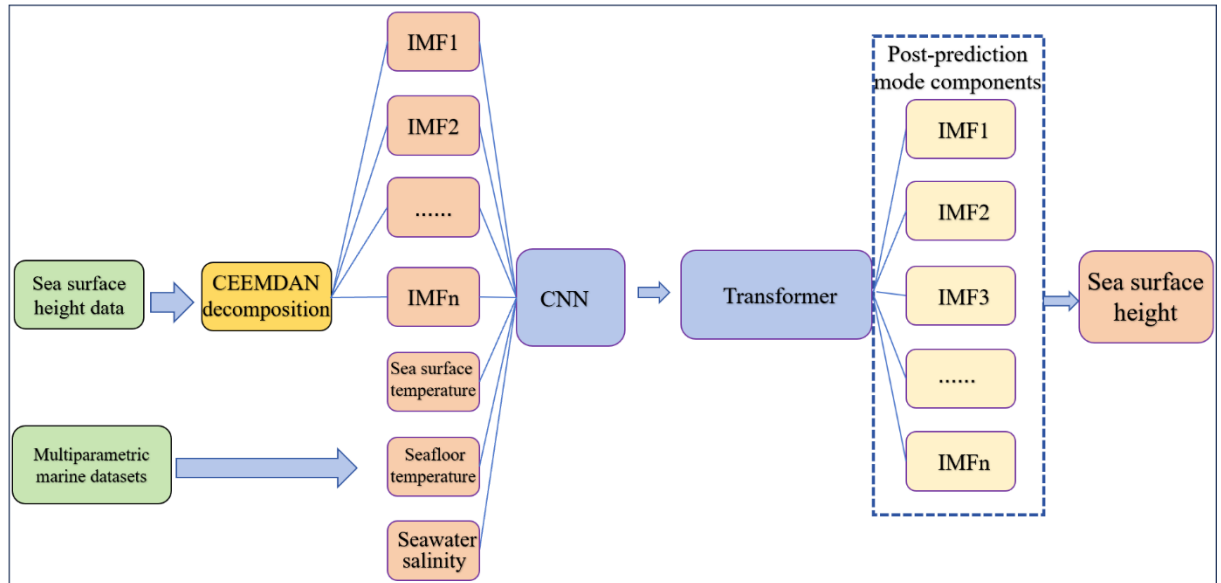 Sea surface
height data
Multiparametric
marine datasets
CEEMDAN
decomposition
IMF1
IMF2
......
IMFn
Sea surface
temperature
Seafloor
temperature
Seawater
salinity
CNN
Transformer
Post-prediction
mode components
IMF1
IMF2
IMF3
......
IMFn
Sea surface
height